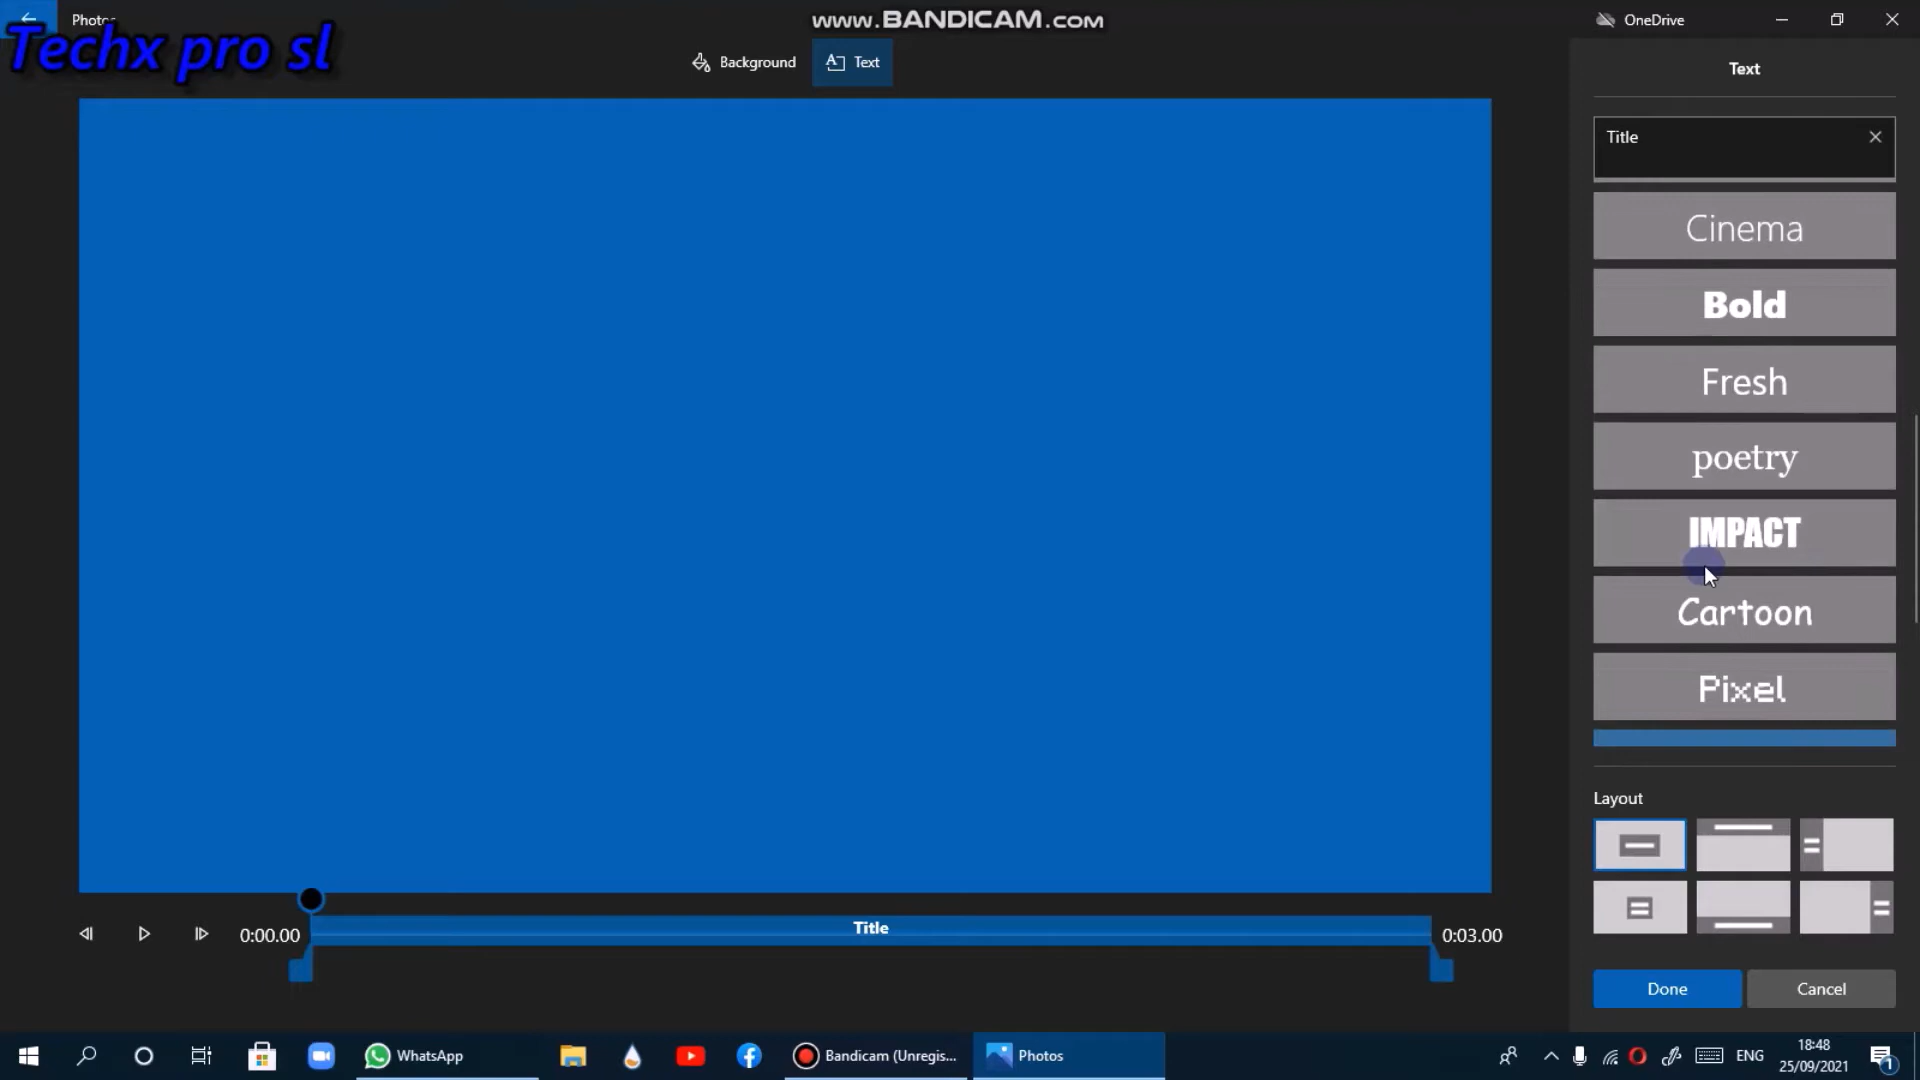 Photos
Techx pro sl
www.BANDICAM.com
OneDrive
Background
Text
Text
Title
Cinema
Bold
Fresh
poetry
IMPACT
Cartoon
Pixel
Layout
0:00.00
Title
0:03.00
Done
Cancel
WhatsApp
Bandicam (Unregis...
Photos
ENG
18:48
25/09/2021
1